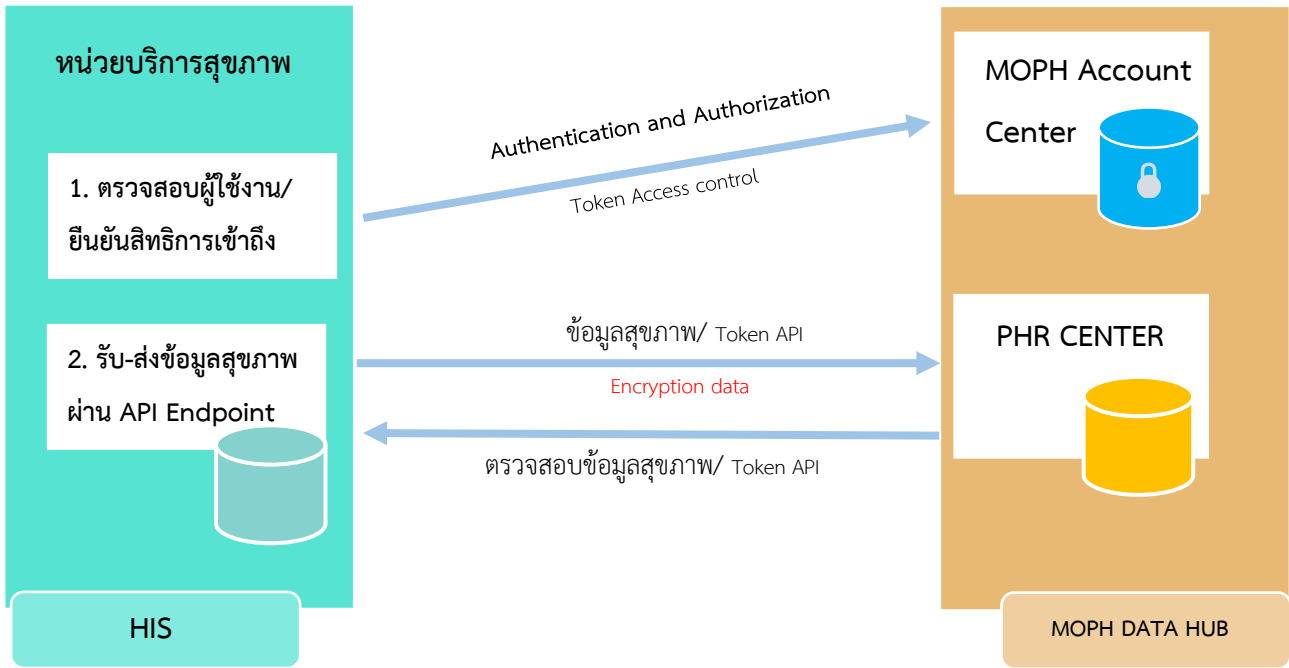 หน่วยบริการสุขภาพ
1. ตรวจสอบผู้ใช้งาน/
ยืนยันสิทธิการเข้าถึง
2. รับ-ส่งข้อมูลสุขภาพ
ผ่าน API Endpoint
HIS
Authentication and Authorization
Token Access control
ข้อมูลสุขภาพ/ Token API
Encryption data
ตรวจสอบข้อมูลสุขภาพ/ Token API
MOPH Account
Center
PHR CENTER
MOPH DATA HUB